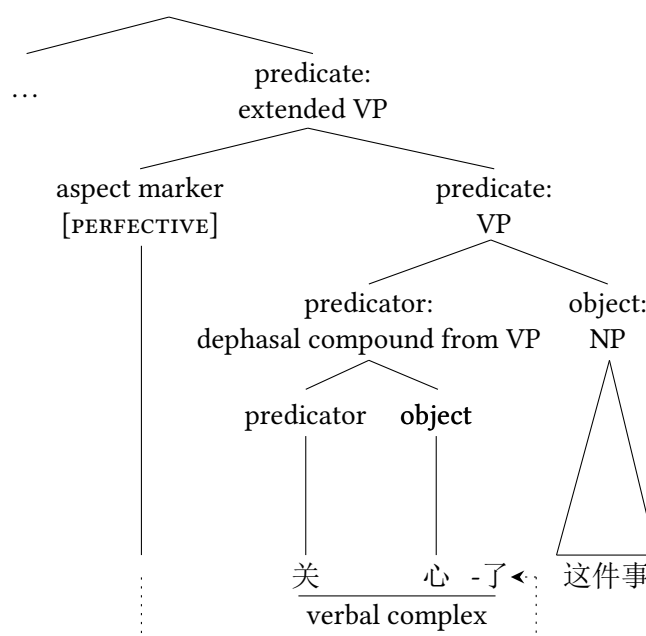 …
predicate:
extended VP
aspect marker
[PERFECTIVE]
predicate:
VP
predicator:
dephasal compound from VP
object:
NP
predicator object
关 心 -了 这件事
verbal complex